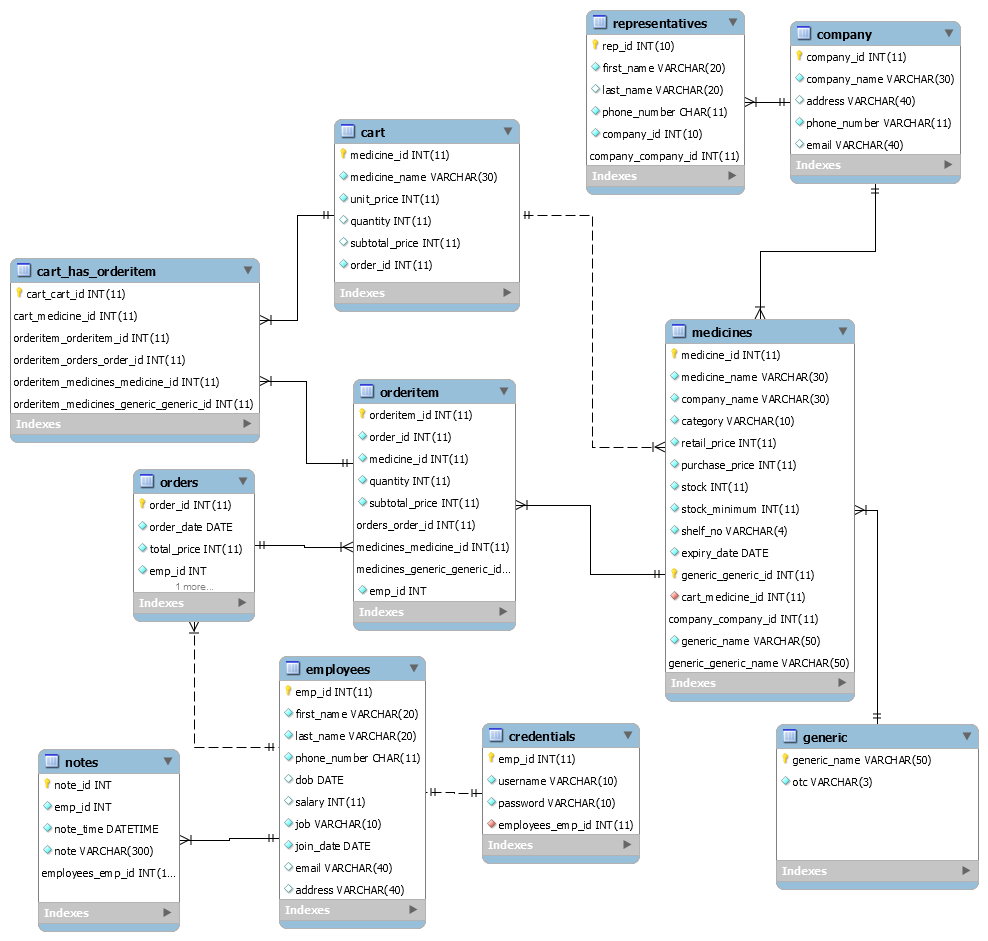 representatives
rep_id INT(10)
first_name VARCHAR(20)
last_name VARCHAR(20)
phone_number CHAR(11)
company_id INT(10)
company_company_id INT(11)
Indexes
company
company_id INT(11)
company_name VARCHAR(30)
address VARCHAR(40)
phone_number VARCHAR(11)
email VARCHAR(40)
Indexes
cart
medicine_id INT(11)
medicine_name VARCHAR(30)
unit_price INT(11)
quantity INT(11)
subtotal_price INT(11)
order_id INT(11)
Indexes
cart_has_orderitem
cart_cart_id INT(11)
cart_medicine_id INT(11)
orderitem_orderitem_id INT(11)
orderitem_orders_order_id INT(11)
orderitem_medicines_medicine_id INT(11)
orderitem_medicines_generic_generic_id INT(11)
Indexes
medicines
medicine_id INT(11)
medicine_name VARCHAR(30)
company_name VARCHAR(30)
category VARCHAR(10)
retail_price INT(11)
purchase_price INT(11)
stock INT(11)
stock_minimum INT(11)
shelf_no VARCHAR(4)
expiry_date DATE
generic_generic_id INT(11)
cart_medicine_id INT(11)
company_company_id INT(11)
generic_name VARCHAR(50)
generic_generic_name VARCHAR(50)
Indexes
orderitem
orderitem_id INT(11)
order_id INT(11)
medicine_id INT(11)
quantity INT(11)
subtotal_price INT(11)
orders_order_id INT(11)
medicines_medicine_id INT(11)
medicines_generic_generic_id...
emp_id INT
Indexes
orders
order_id INT(11)
order_date DATE
total_price INT(11)
emp_id INT
1 more...
Indexes
employees
emp_id INT(11)
first_name VARCHAR(20)
last_name VARCHAR(20)
phone_number CHAR(11)
dob DATE
salary INT(11)
job VARCHAR(10)
join_date DATE
email VARCHAR(40)
address VARCHAR(40)
Indexes
credentials
emp_id INT(11)
username VARCHAR(10)
password VARCHAR(10)
employees_emp_id INT(11)
Indexes
generic
generic_name VARCHAR(50)
otc VARCHAR(3)
Indexes
notes
note_id INT
emp_id INT
note_time DATETIME
note VARCHAR(300)
employees_emp_id INT(1...
Indexes